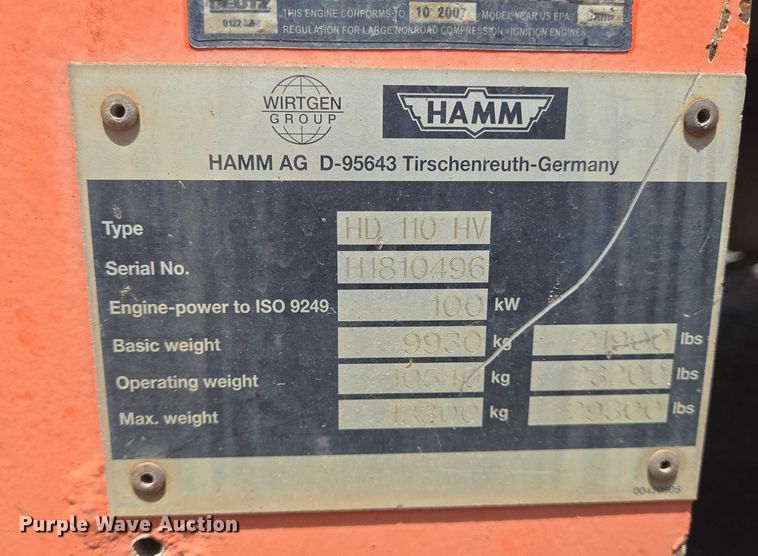 DEUTZ
THIS ENGINE CONFORMS TO 10 2007 MODEL YEAR US EPA
REGULATION FOR LARGE NONROAD COMPRESSION-IGNITION ENGINES
WIRTGEN GROUP
HAMM
HAMM AG D-95643 Tirschenreuth-Germany
Type HD 110 HV
Serial No. H1810496
Engine-power to ISO 9249 100 kW
Basic weight 9930 kg 21900 lbs
Operating weight kg lbs
Max. weight 13300 kg 29300 lbs
Purple Wave Auction